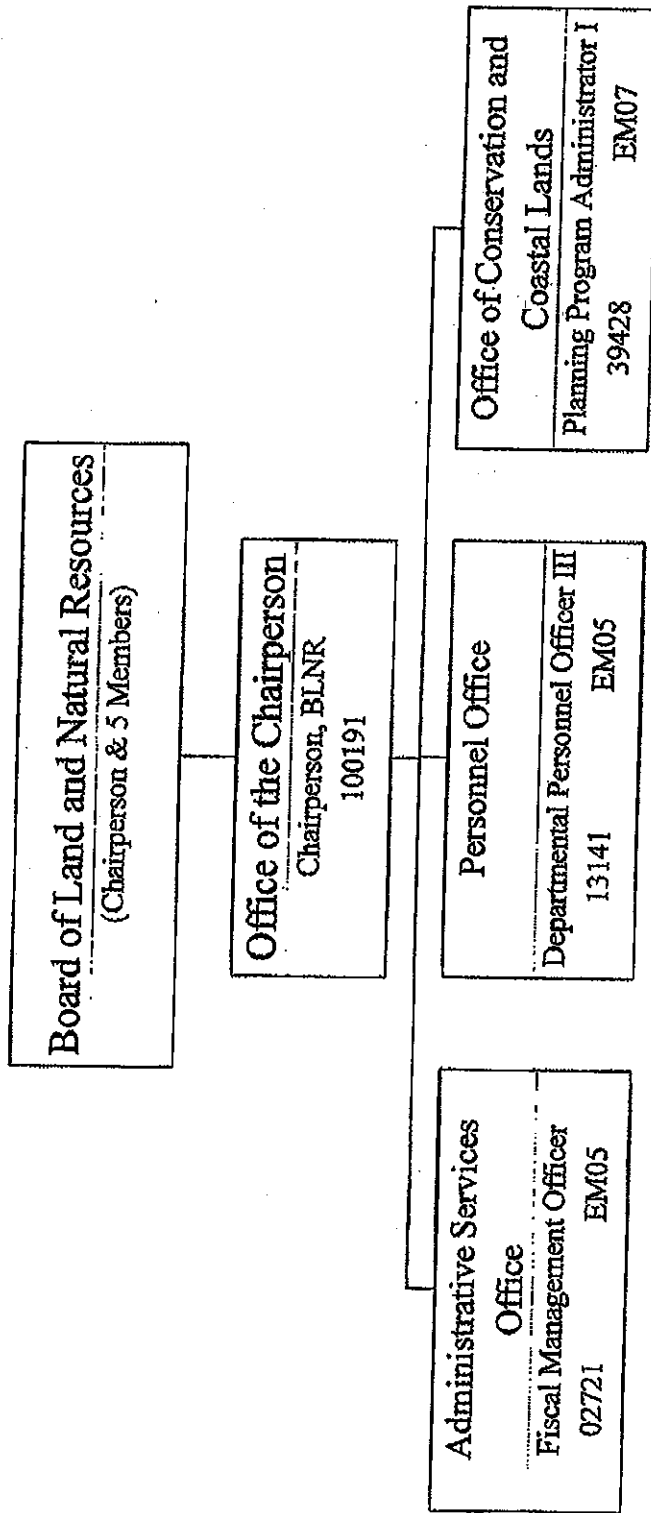 Board of Land and Natural Resources
(Chairperson & 5 Members)
Office of the Chairperson
Chairperson, BLNR
100191
Administrative Services
Office
Fiscal Management Officer
02721 EM05
Personnel Office
Departmental Personnel Officer III
13141 EM05
Office of Conservation and
Coastal Lands
Planning Program Administrator I
39428 EM07